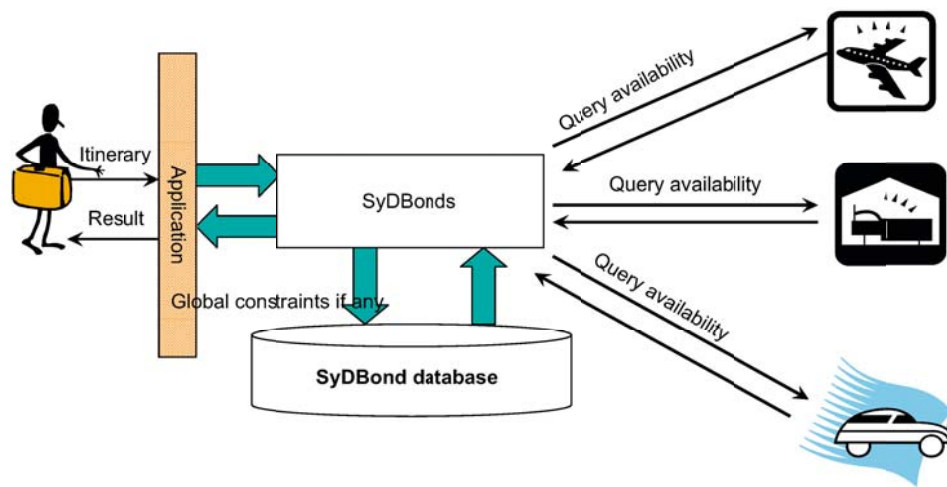 Itinerary
Result
Application
SyDBonds
Global constraints if any
SyDBond database
Query availability
Query availability
Query availability